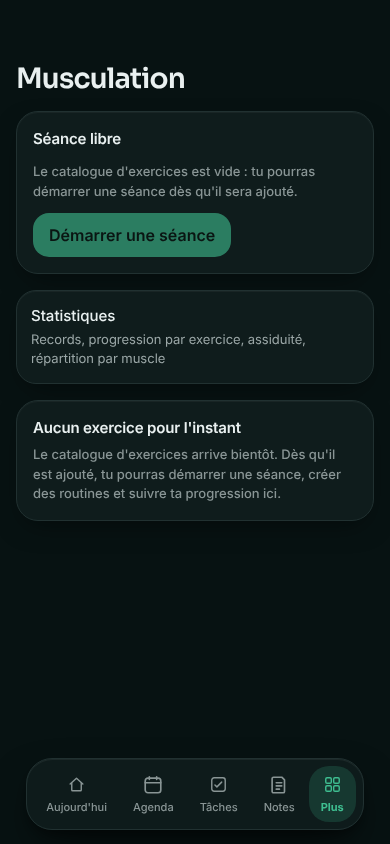 Musculation
Séance libre
Le catalogue d'exercices est vide : tu pourras
démarrer une séance dès qu'il sera ajouté.
Démarrer une séance
Statistiques
Records, progression par exercice, assiduité,
répartition par muscle
Aucun exercice pour l'instant
Le catalogue d'exercices arrive bientôt. Dès qu'il
est ajouté, tu pourras démarrer une séance, créer
des routines et suivre ta progression ici.
Aujourd'hui
Agenda
Tâches
Notes
Plus